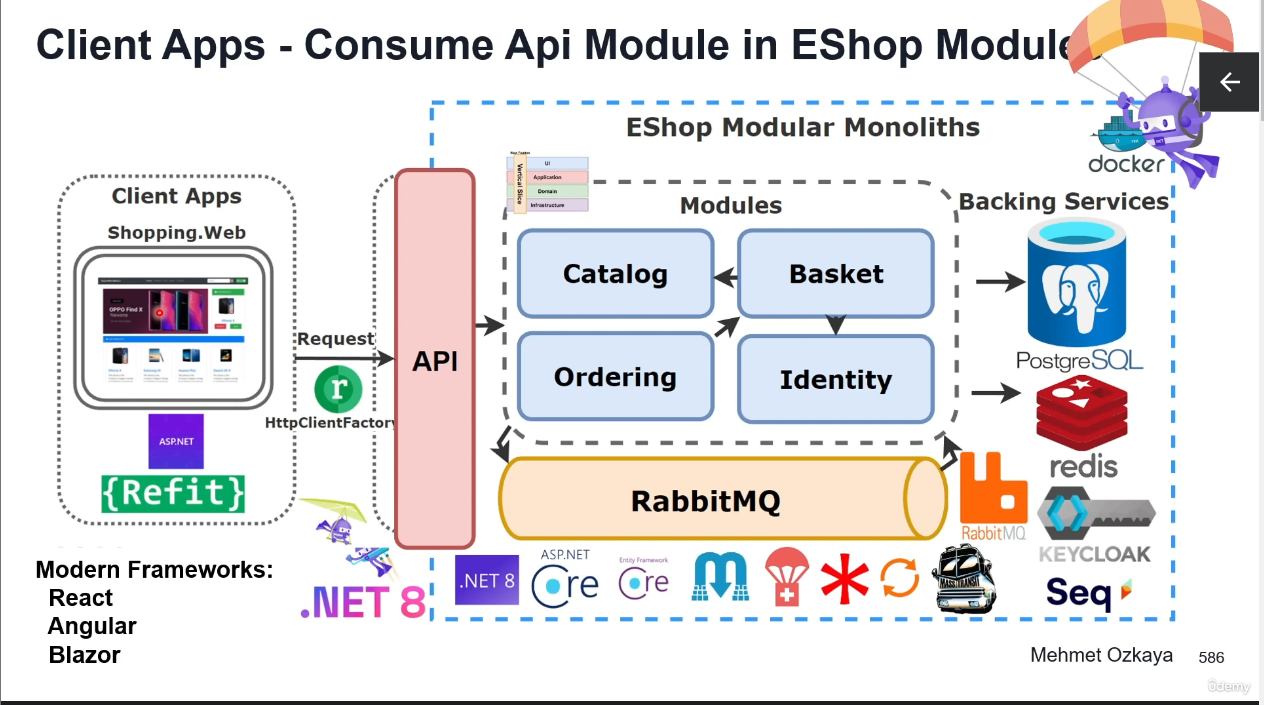 Client Apps - Consume Api Module in EShop Modules
EShop Modular Monoliths
docker
UI
Application
Domain
Infrastructure
Vertical Slice
Client Apps
Shopping.Web
Modules
Backing Services
Catalog
Basket
OPPO Find X
Request
API
PostgreSQL
Ordering
Identity
r
HttpClientFactory
ASP.NET
redis
{Refit}
RabbitMQ
RabbitMQ
KEYCLOAK
.NET 8
ASP.NET
Core
Entity Framework
Core
MASSTRANSIT
Seq
Modern Frameworks:
React
Angular
Blazor
.NET 8
Mehmet Ozkaya
586
ûdemy